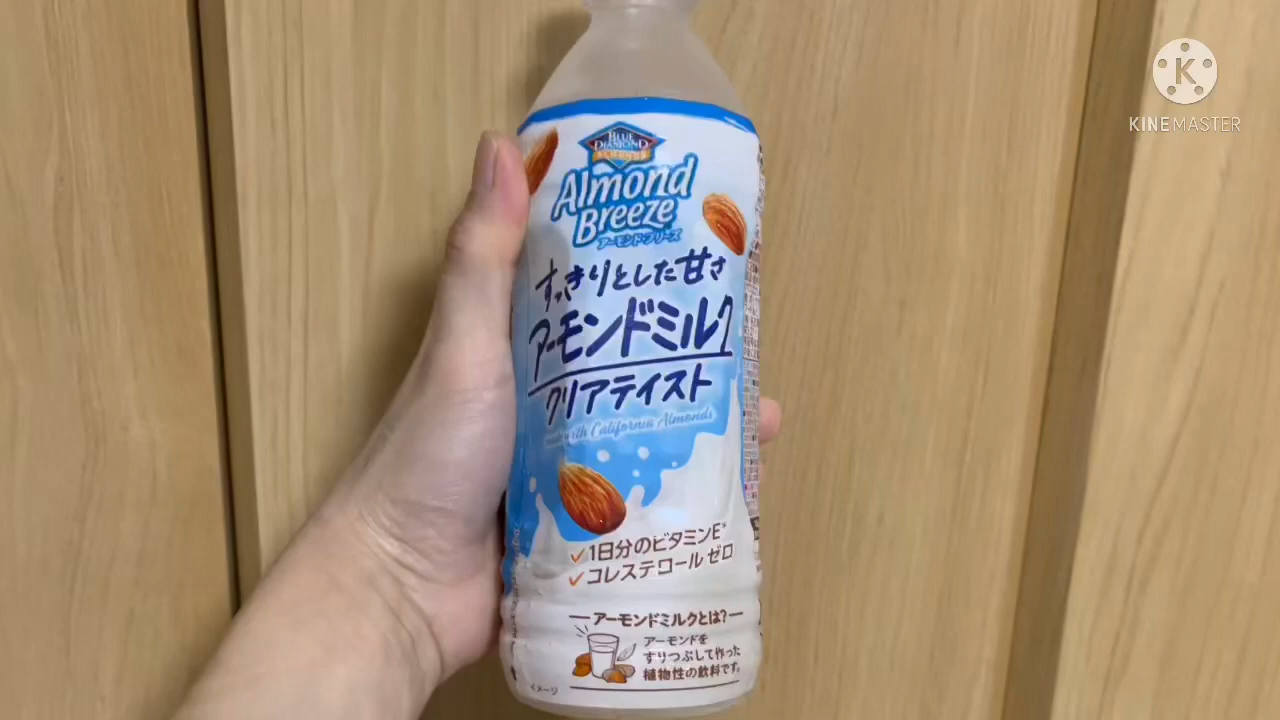 BLUE
DIAMOND
ALMONDS
Almond
Breeze
アーモンド・ブリーズ
すっきりとした甘さ
アーモンドミルク
クリアテイスト
made with California Almonds
✓1日分のビタミンE*
✓コレステロール ゼロ
アーモンドミルクとは?
アーモンドを
すりつぶして作った
植物性の飲料です。
イメージ
K
KINEMASTER